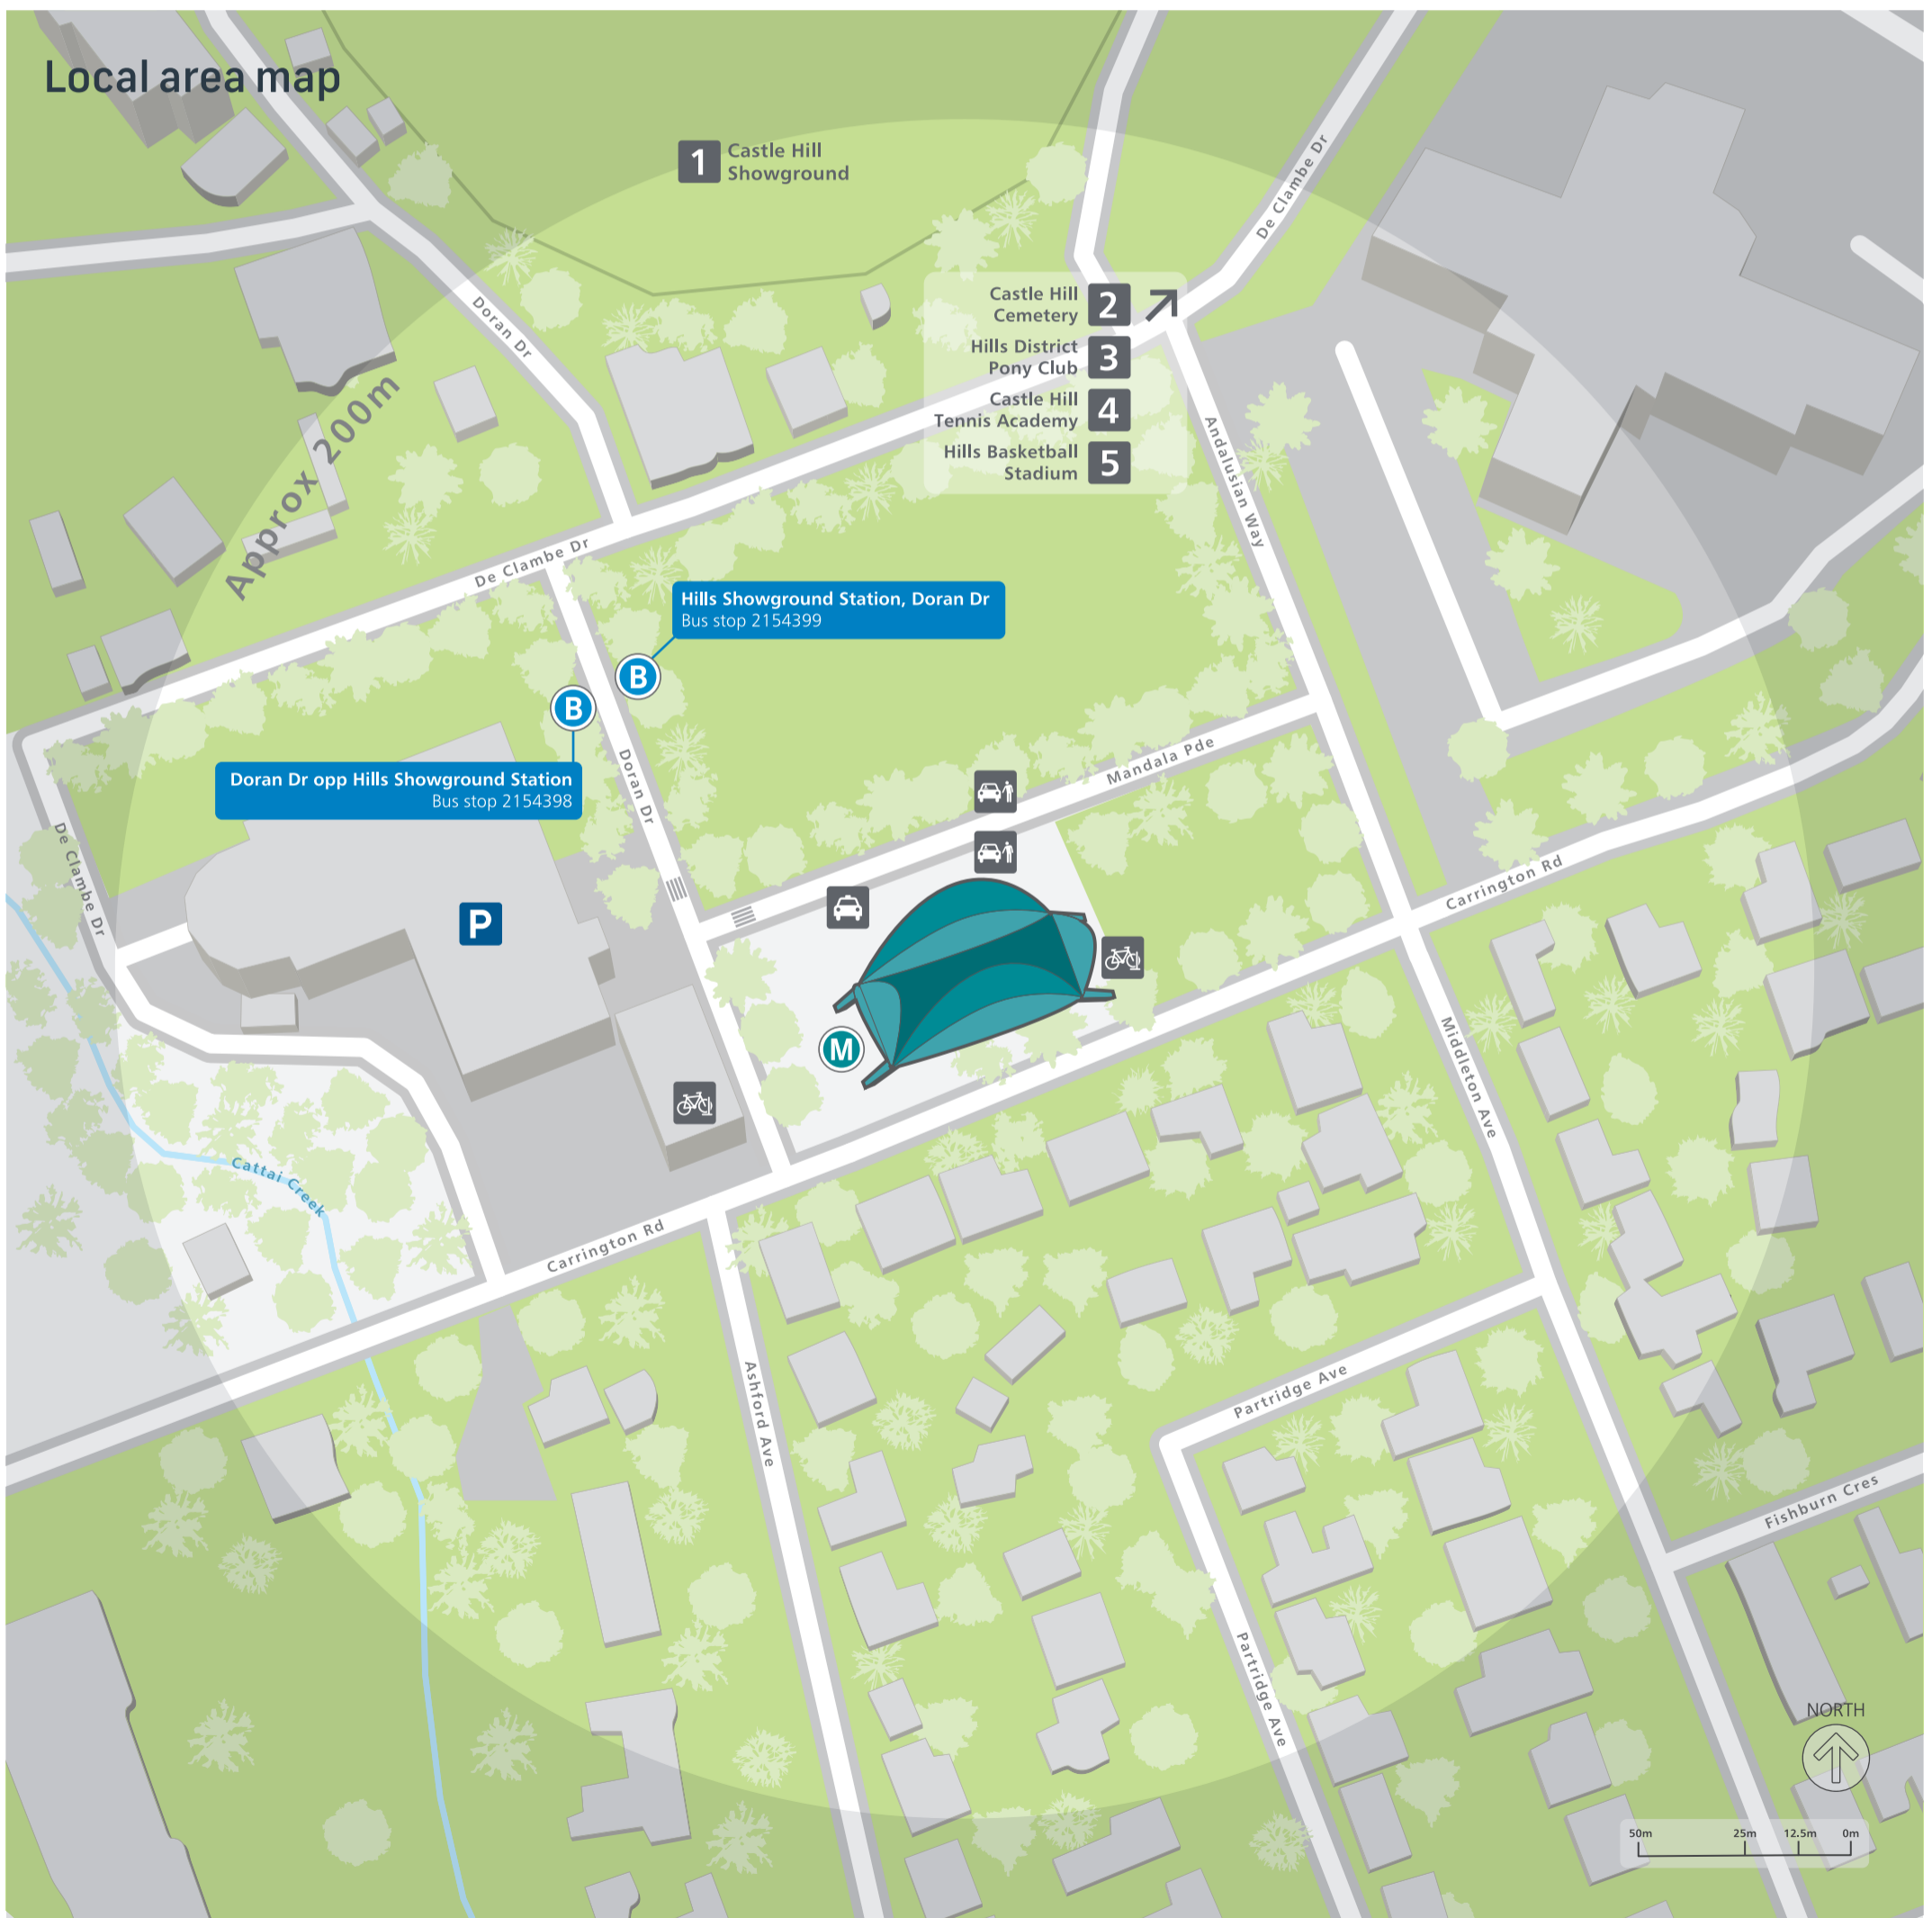 Local area map
1
Castle Hill
Showground
De Clambe Dr
Castle Hill
Cemetery
2
Hills District
Pony Club
3
Castle Hill
Tennis Academy
4
Hills Basketball
Stadium
5
Doran Dr
Approx 200m
Andalusian Way
De Clambe Dr
Hills Showground Station, Doran Dr
Bus stop 2154399
B
B
Doran Dr opp Hills Showground Station
Bus stop 2154398
Doran Dr
Mandala Pde
De Clambe Dr
P
Carrington Rd
M
Middleton Ave
Cattai Creek
Carrington Rd
Ashford Ave
Partridge Ave
Fishburn Cres
Partridge Ave
NORTH
50m 25m 12.5m 0m